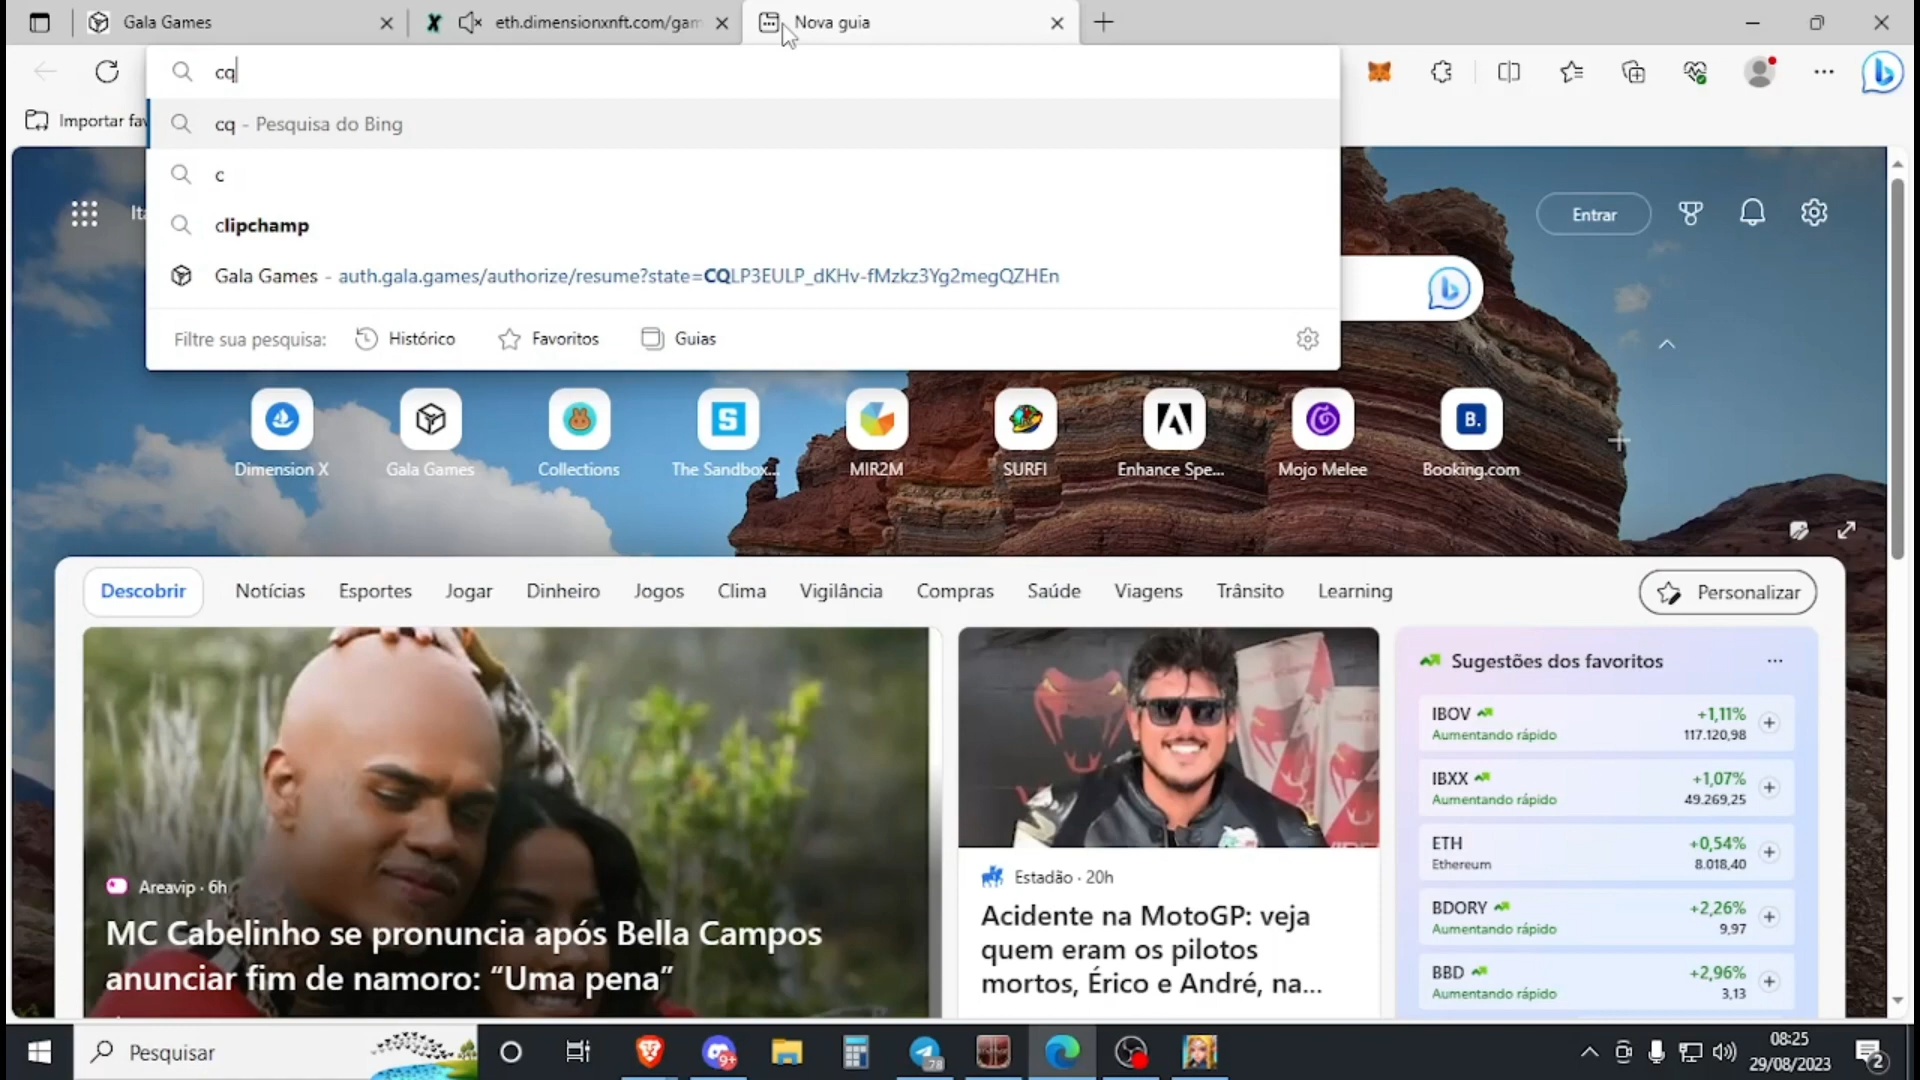 Gala Games
eth.dimensionxnft.com/gam
Nova guia
cq
Importar fav
cq - Pesquisa do Bing
c
clipchamp
Gala Games - auth.gala.games/authorize/resume?state=CQLP3EULP_dKHv-fMzkz3Yg2megQZHEn
Filtre sua pesquisa:
Histórico
Favoritos
Guias
Ita
Entrar
Dimension X
Gala Games
Collections
The Sandbox...
MIR2M
SURFI
Enhance Spe...
Mojo Melee
B.
Booking.com
Descobrir
Notícias
Esportes
Jogar
Dinheiro
Jogos
Clima
Vigilância
Compras
Saúde
Viagens
Trânsito
Learning
Personalizar
Areavip · 6h
MC Cabelinho se pronuncia após Bella Campos
anunciar fim de namoro: “Uma pena”
Estadão · 20h
Acidente na MotoGP: veja
quem eram os pilotos
mortos, Érico e André, na...
Sugestões dos favoritos
IBOV
+1,11%
Aumentando rápido
117.120,98
IBXX
+1,07%
Aumentando rápido
49.269,25
ETH
+0,54%
Ethereum
8.018,40
BDORY
+2,26%
Aumentando rápido
9,97
BBD
+2,96%
Aumentando rápido
3,13
Pesquisar
9+
78
08:25
29/08/2023
2